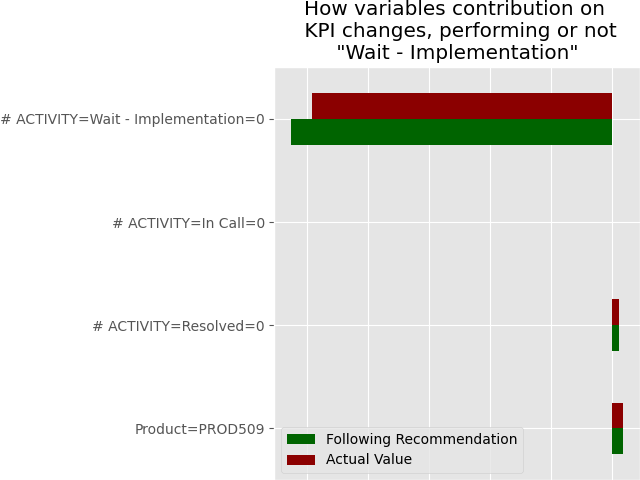 How variables contribution on
KPI changes, performing or not
"Wait - Implementation"
# ACTIVITY=Wait - Implementation=0
# ACTIVITY=In Call=0
# ACTIVITY=Resolved=0
Product=PROD509
Following Recommendation
Actual Value